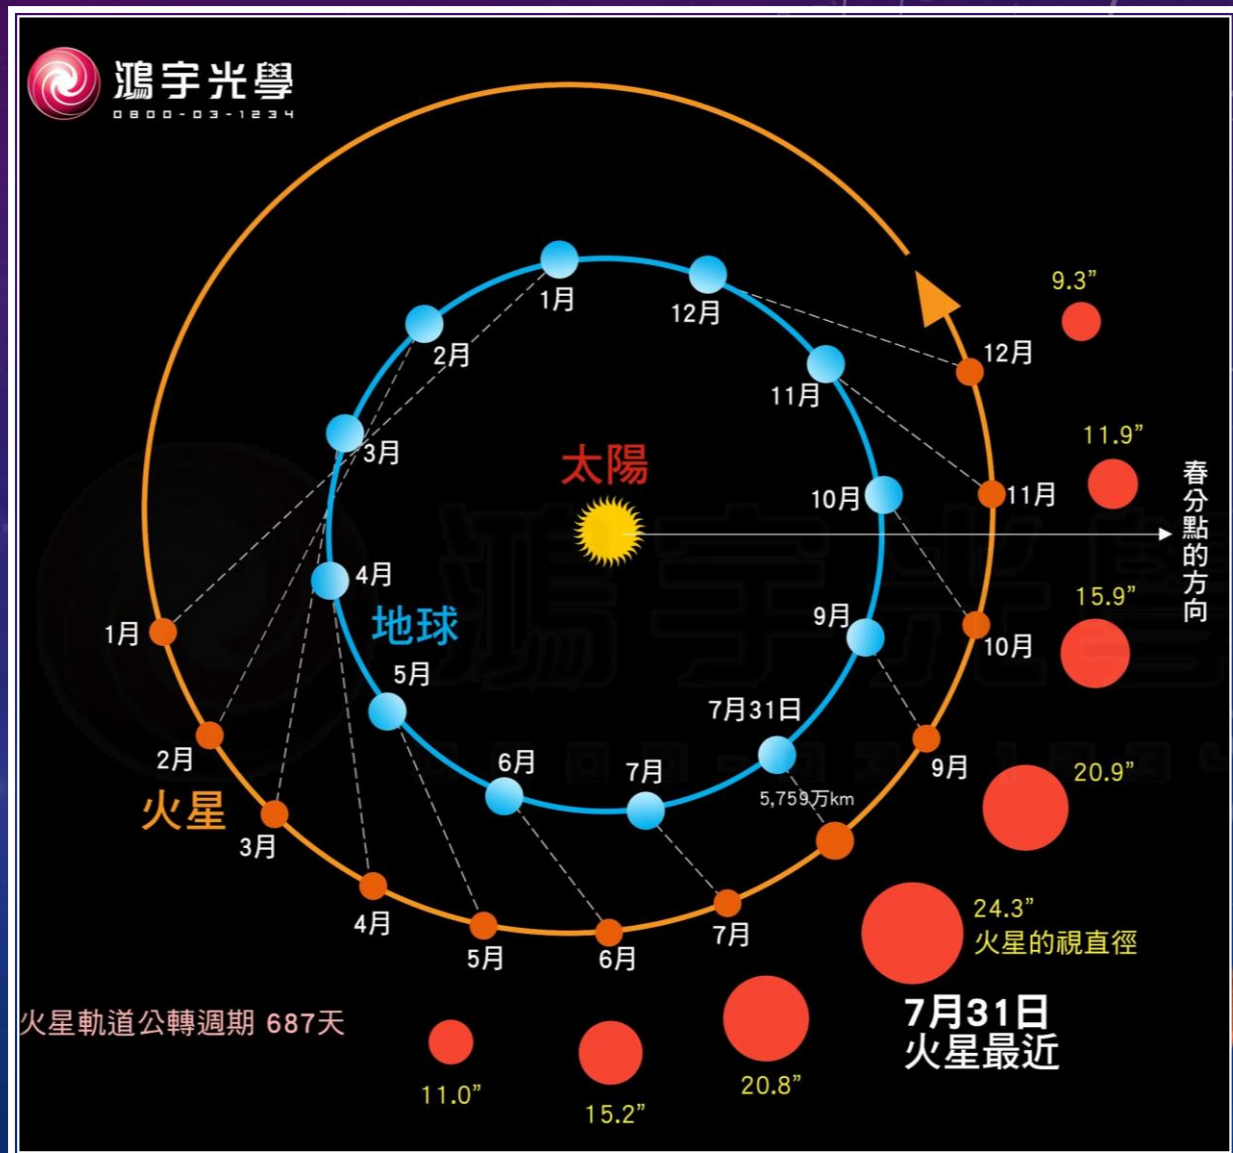 鴻宇光學
0800-03-1234
1月
12月
2月
11月
3月
10月
4月
9月
5月
7月31日
6月
7月
太陽
地球
5,759万km
12月
11月
10月
9月
1月
2月
火星
3月
4月
5月
6月
7月
春分點的方向
9.3”
11.9”
15.9”
20.9”
24.3”
火星的視直徑
7月31日
火星最近
火星軌道公轉週期 687天
11.0”
15.2”
20.8”